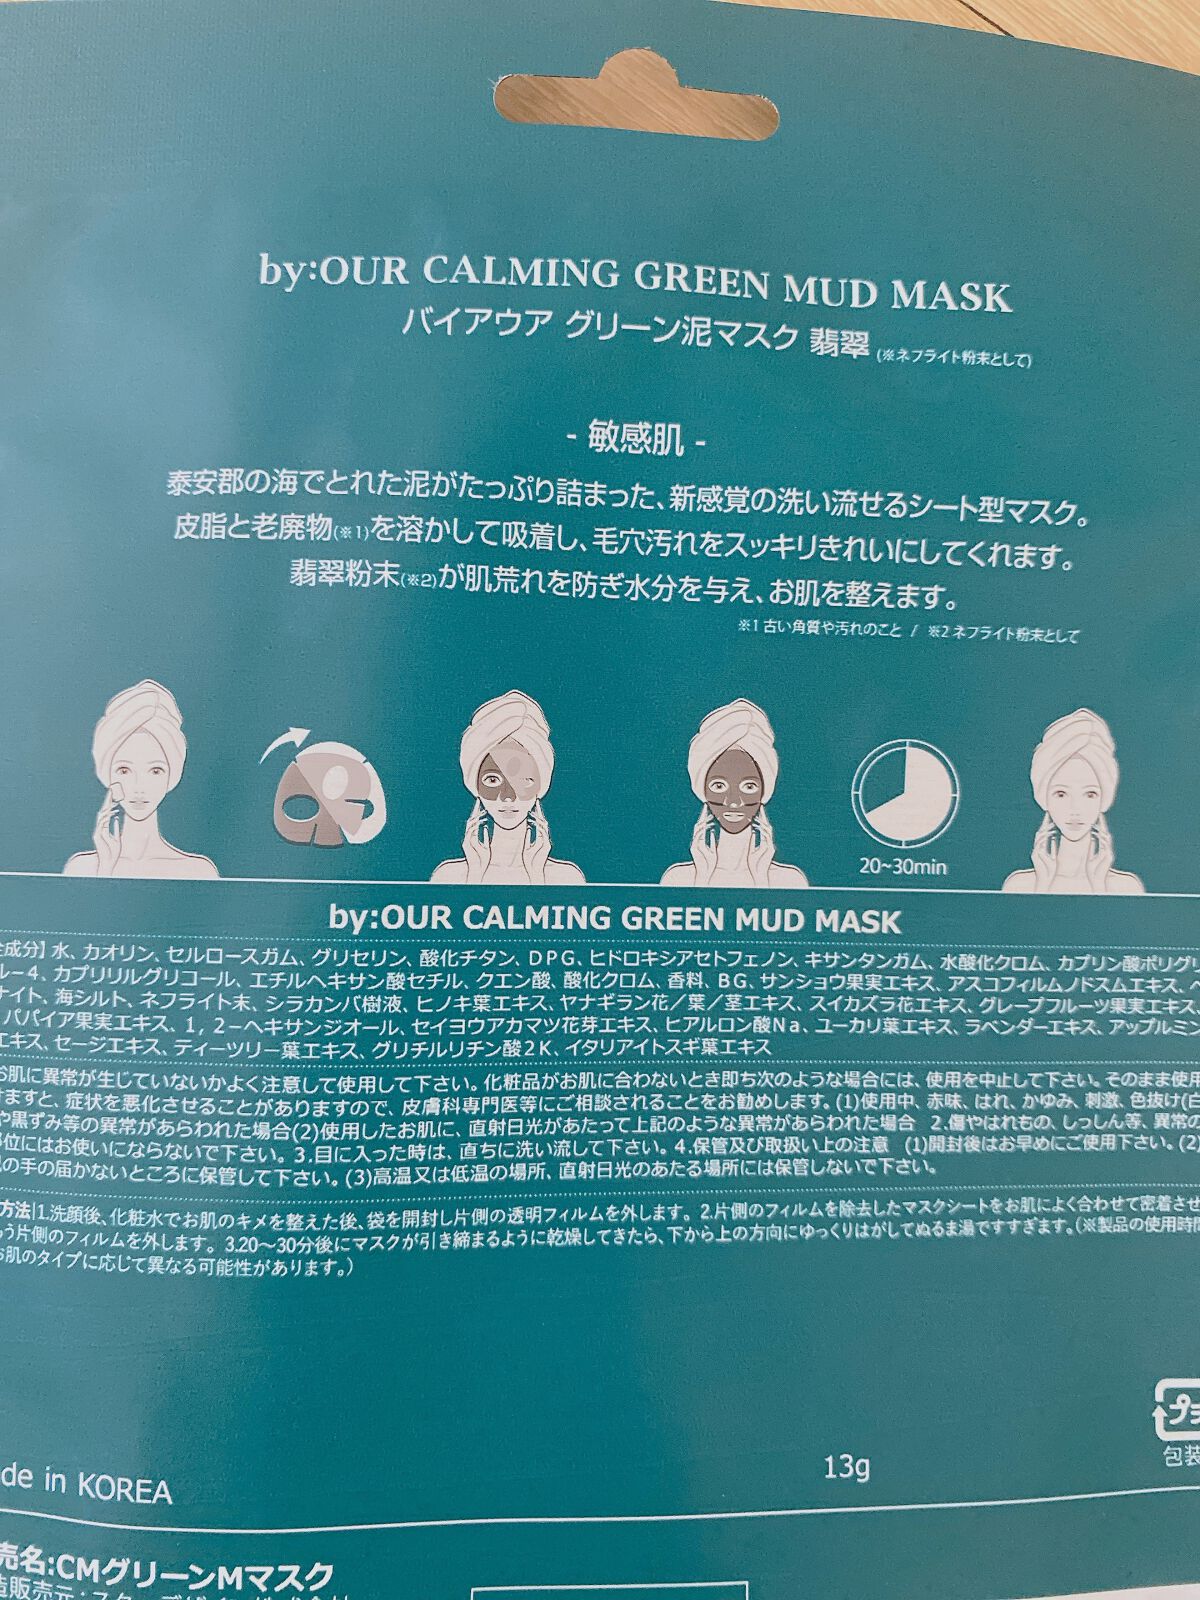 by:OUR CALMING GREEN MUD MASK
バイアウア グリーン泥マスク 翡翠 (※ネフライト粉末として)
- 敏感肌 -
泰安郡の海でとれた泥がたっぷり詰まった、新感覚の洗い流せるシート型マスク。
皮脂と老廃物(※1)を溶かして吸着し、毛穴汚れをスッキリきれいにしてくれます。
翡翠粉末(※2)が肌荒れを防ぎ水分を与え、お肌を整えます。
※1 古い角質や汚れのこと / ※2 ネフライト粉末として
20~30min
by:OUR CALMING GREEN MUD MASK
全成分】水、カオリン、セルロースガム、グリセリン、酸化チタン、DPG、ヒドロキシアセトフェノン、キサンタンガム、水酸化クロム、カプリン酸ポリグリ
ルー4、カプリリルグリコール、エチルヘキサン酸セチル、クエン酸、酸化クロム、香料、BG、サンショウ果実エキス、アスコフィルムノドスムエキス、ベ
ナイト、海シルト、ネフライト末、シラカンバ樹液、ヒノキ葉エキス、ヤナギラン花／葉／茎エキス、スイカズラ花エキス、グレープフルーツ果実エキス
、パパイア果実エキス、1,2-ヘキサンジオール、セイヨウアカマツ花芽エキス、ヒアルロン酸Na、ユーカリ葉エキス、ラベンダーエキス、アップルミン
エキス、セージエキス、ティーツリー葉エキス、グリチルリチン酸2K、イタリアイトスギ葉エキス
お肌に異常が生じていないかよく注意して使用して下さい。化粧品がお肌に合わないとき即ち次のような場合には、使用を中止して下さい。そのまま使用
けますと、症状を悪化させることがありますので、皮膚科専門医等にご相談されることをお勧めします。(1)使用中、赤味、はれ、かゆみ、刺激、色抜け(白
や黒ずみ等の異常があらわれた場合(2)使用したお肌に、直射日光があたって上記のような異常があらわれた場合 2.傷やはれもの、しっしん等、異常の
部位にはお使いにならないで下さい。3.目に入った時は、直ちに洗い流して下さい。4.保管及び取扱い上の注意 (1)開封後はお早めにご使用下さい。(2)
の手の届かないところに保管して下さい。(3)高温又は低温の場所、直射日光のあたる場所には保管しないで下さい。
方法|1.洗顔後、化粧水でお肌のキメを整えた後、袋を開封し片側の透明フィルムを外します。2.片側のフィルムを除去したマスクシートをお肌によく合わせて密着させ
う片側のフィルムを外します。3.20～30分後にマスクが引き締まるように乾燥してきたら、下から上の方向にゆっくりはがしてぬるま湯ですすぎます。(※製品の使用時
お肌のタイプに応じて異なる可能性があります。)
プラ
包装
de in KOREA
13g
売名:CMグリーンMマスク
造販売元: